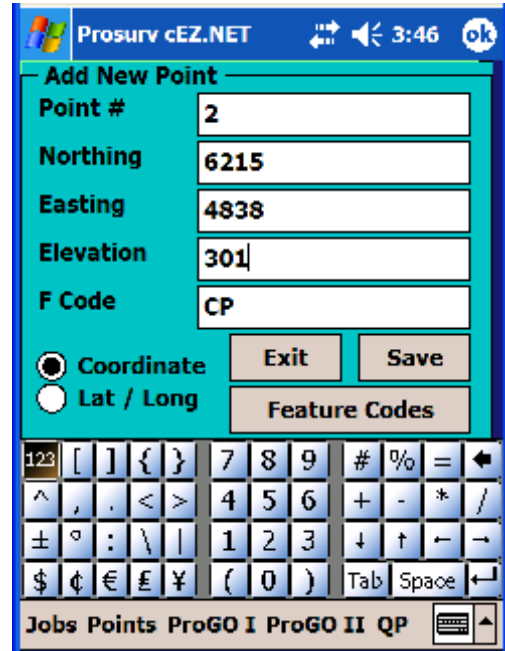 Prosurv cEZ.NET 3:46 ok
Add New Point
Point # 2
Northing 6215
Easting 4838
Elevation 301
F Code CP
Coordinate Exit Save
Lat / Long Feature Codes
123 [ ] { } 7 8 9 # % = 
^ , . < > 4 5 6 + - * /
± º : \ | 1 2 3 ↓ ↑ ← →
$ ¢ € ₤ ¥ ( 0 ) Tab Space
Jobs Points ProGO I ProGO II QP